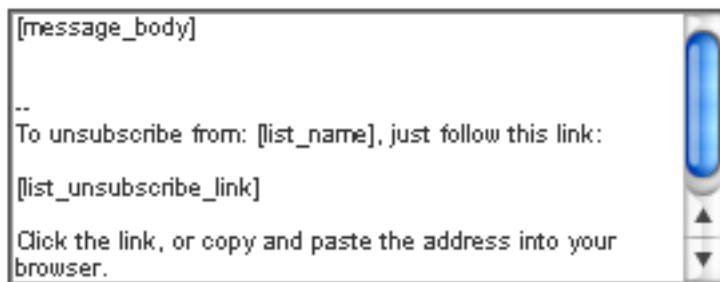 [message_body]
--
To unsubscribe from: [list_name], just follow this link:
[list_unsubscribe_link]
Click the link, or copy and paste the address into your
browser.